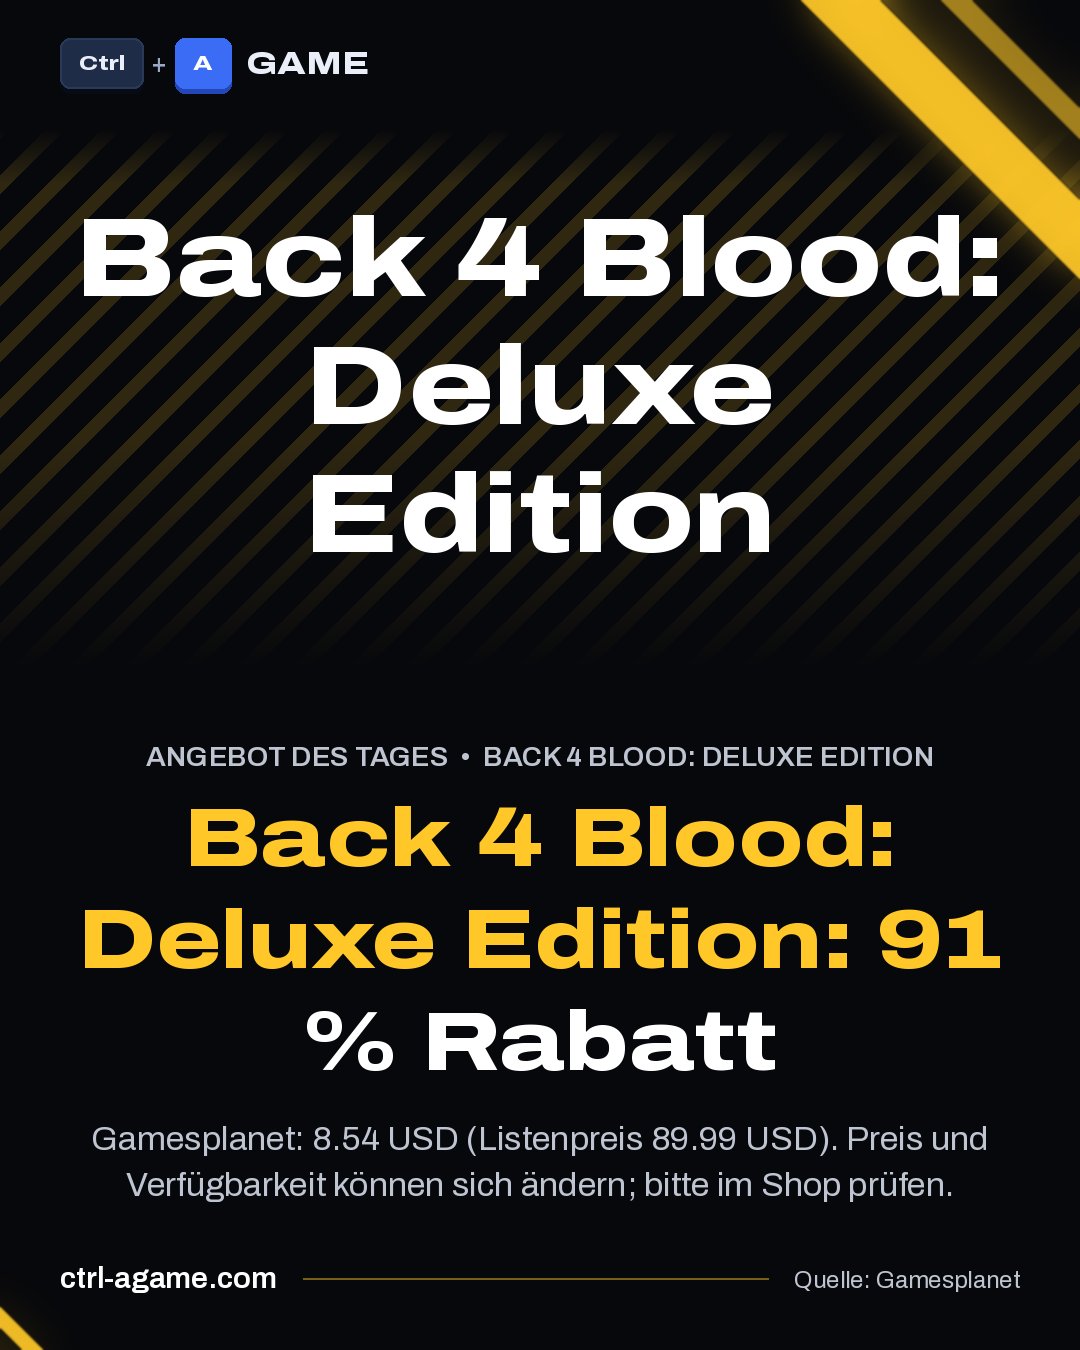 Ctrl + A GAME
Back 4 Blood:
Deluxe
Edition
ANGEBOT DES TAGES • BACK 4 BLOOD: DELUXE EDITION
Back 4 Blood:
Deluxe Edition: 91
% Rabatt
Gamesplanet: 8.54 USD (Listenpreis 89.99 USD). Preis und
Verfügbarkeit können sich ändern; bitte im Shop prüfen.
ctrl-agame.com
Quelle: Gamesplanet